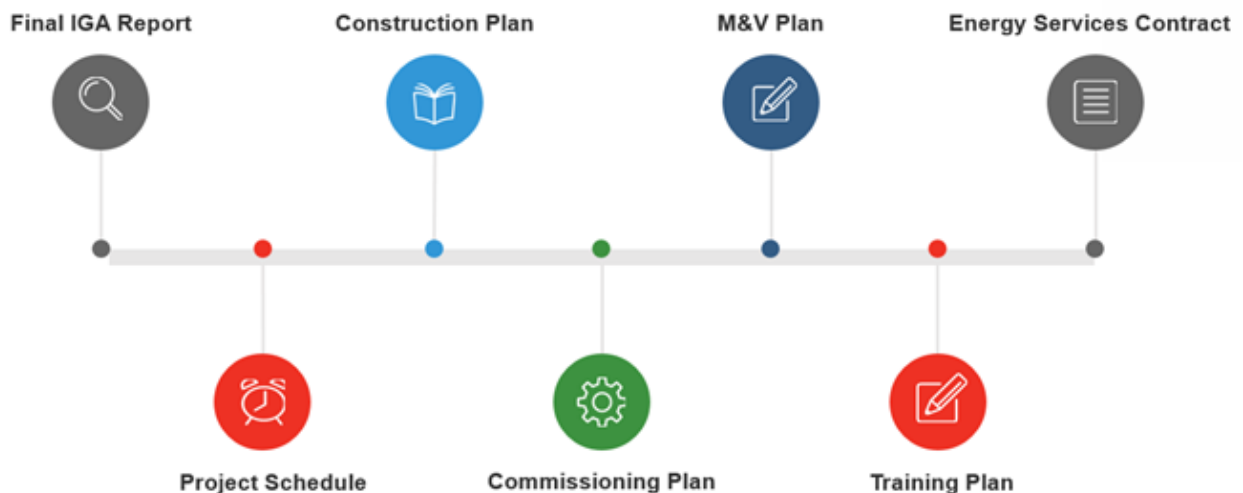 Final IGA Report
Construction Plan
M&V Plan
Energy Services Contract
Project Schedule
Commissioning Plan
Training Plan